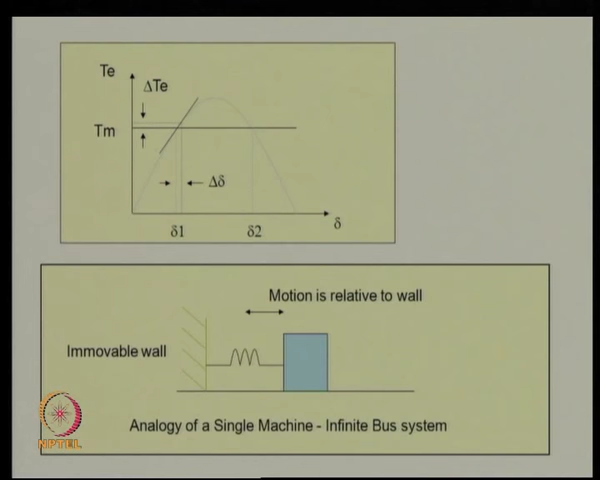 Te
ΔTe
Tm
Δδ
δ
δ1
δ2
Motion is relative to wall
Immovable wall
Analogy of a Single Machine - Infinite Bus system
NPTEL